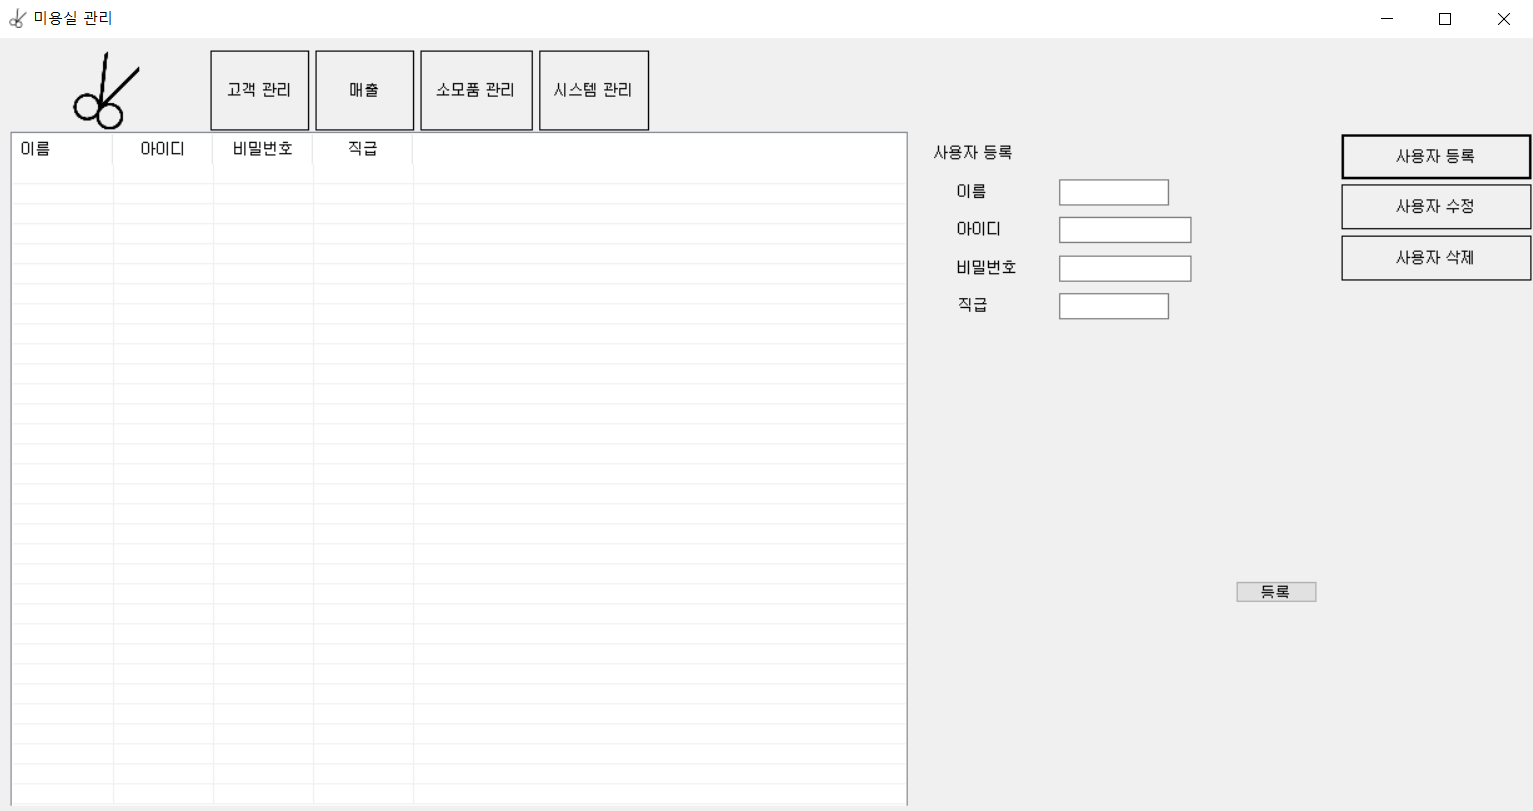 미용실 관리
고객 관리 매출 소모품 관리 시스템 관리
이름 아이디 비밀번호 직급
사용자 등록
이름
아이디
비밀번호
직급
등록
사용자 등록
사용자 수정
사용자 삭제